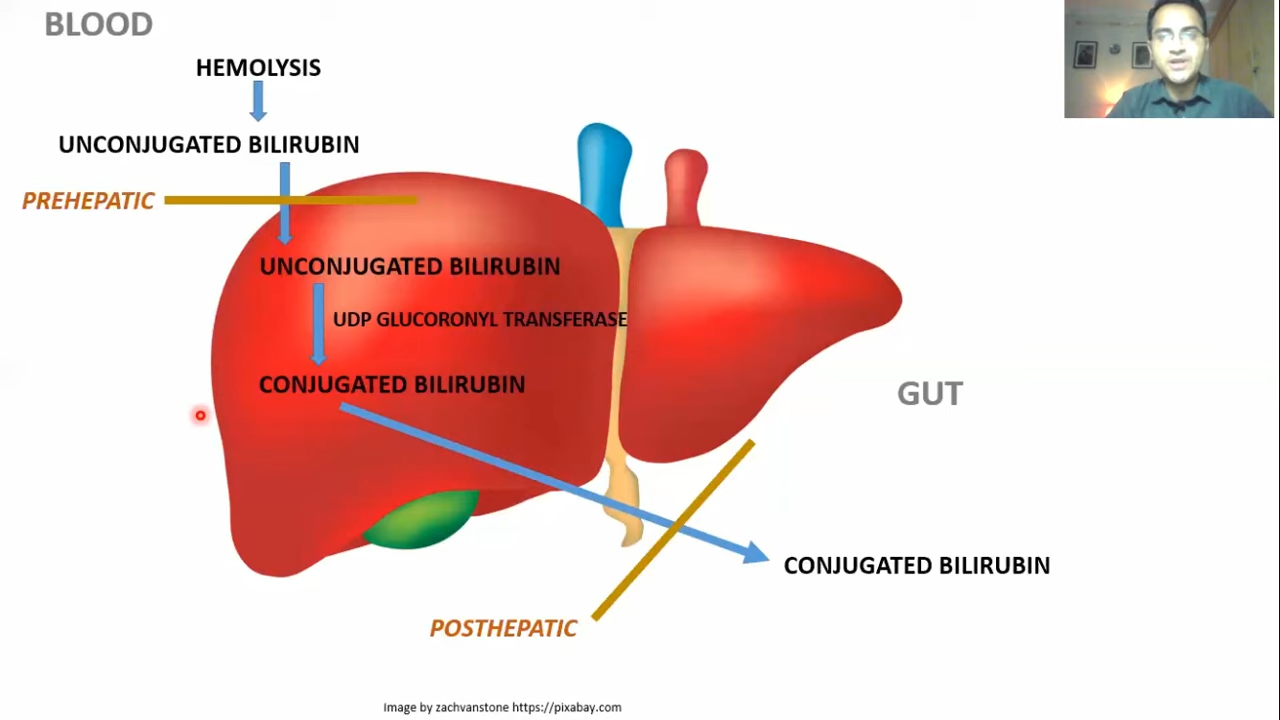 BLOOD
HEMOLYSIS
UNCONJUGATED BILIRUBIN
PREHEPATIC
UNCONJUGATED BILIRUBIN
UDP GLUCORONYL TRANSFERASE
CONJUGATED BILIRUBIN
GUT
CONJUGATED BILIRUBIN
POSTHEPATIC
Image by zachvanstone https://pixabay.com